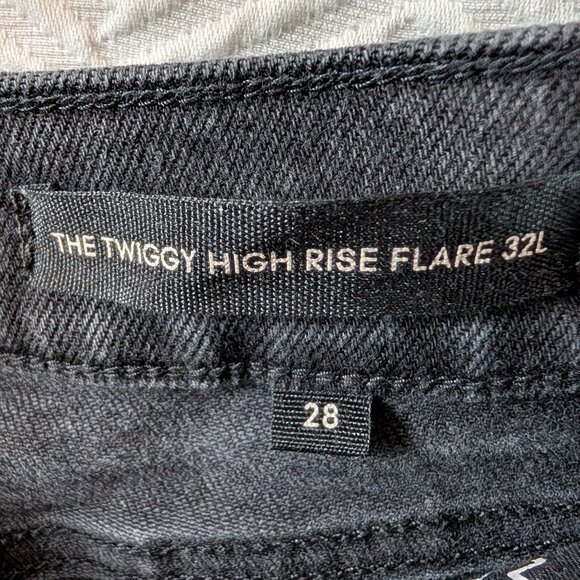 THE TWIGGY HIGH RISE FLARE 32L
28